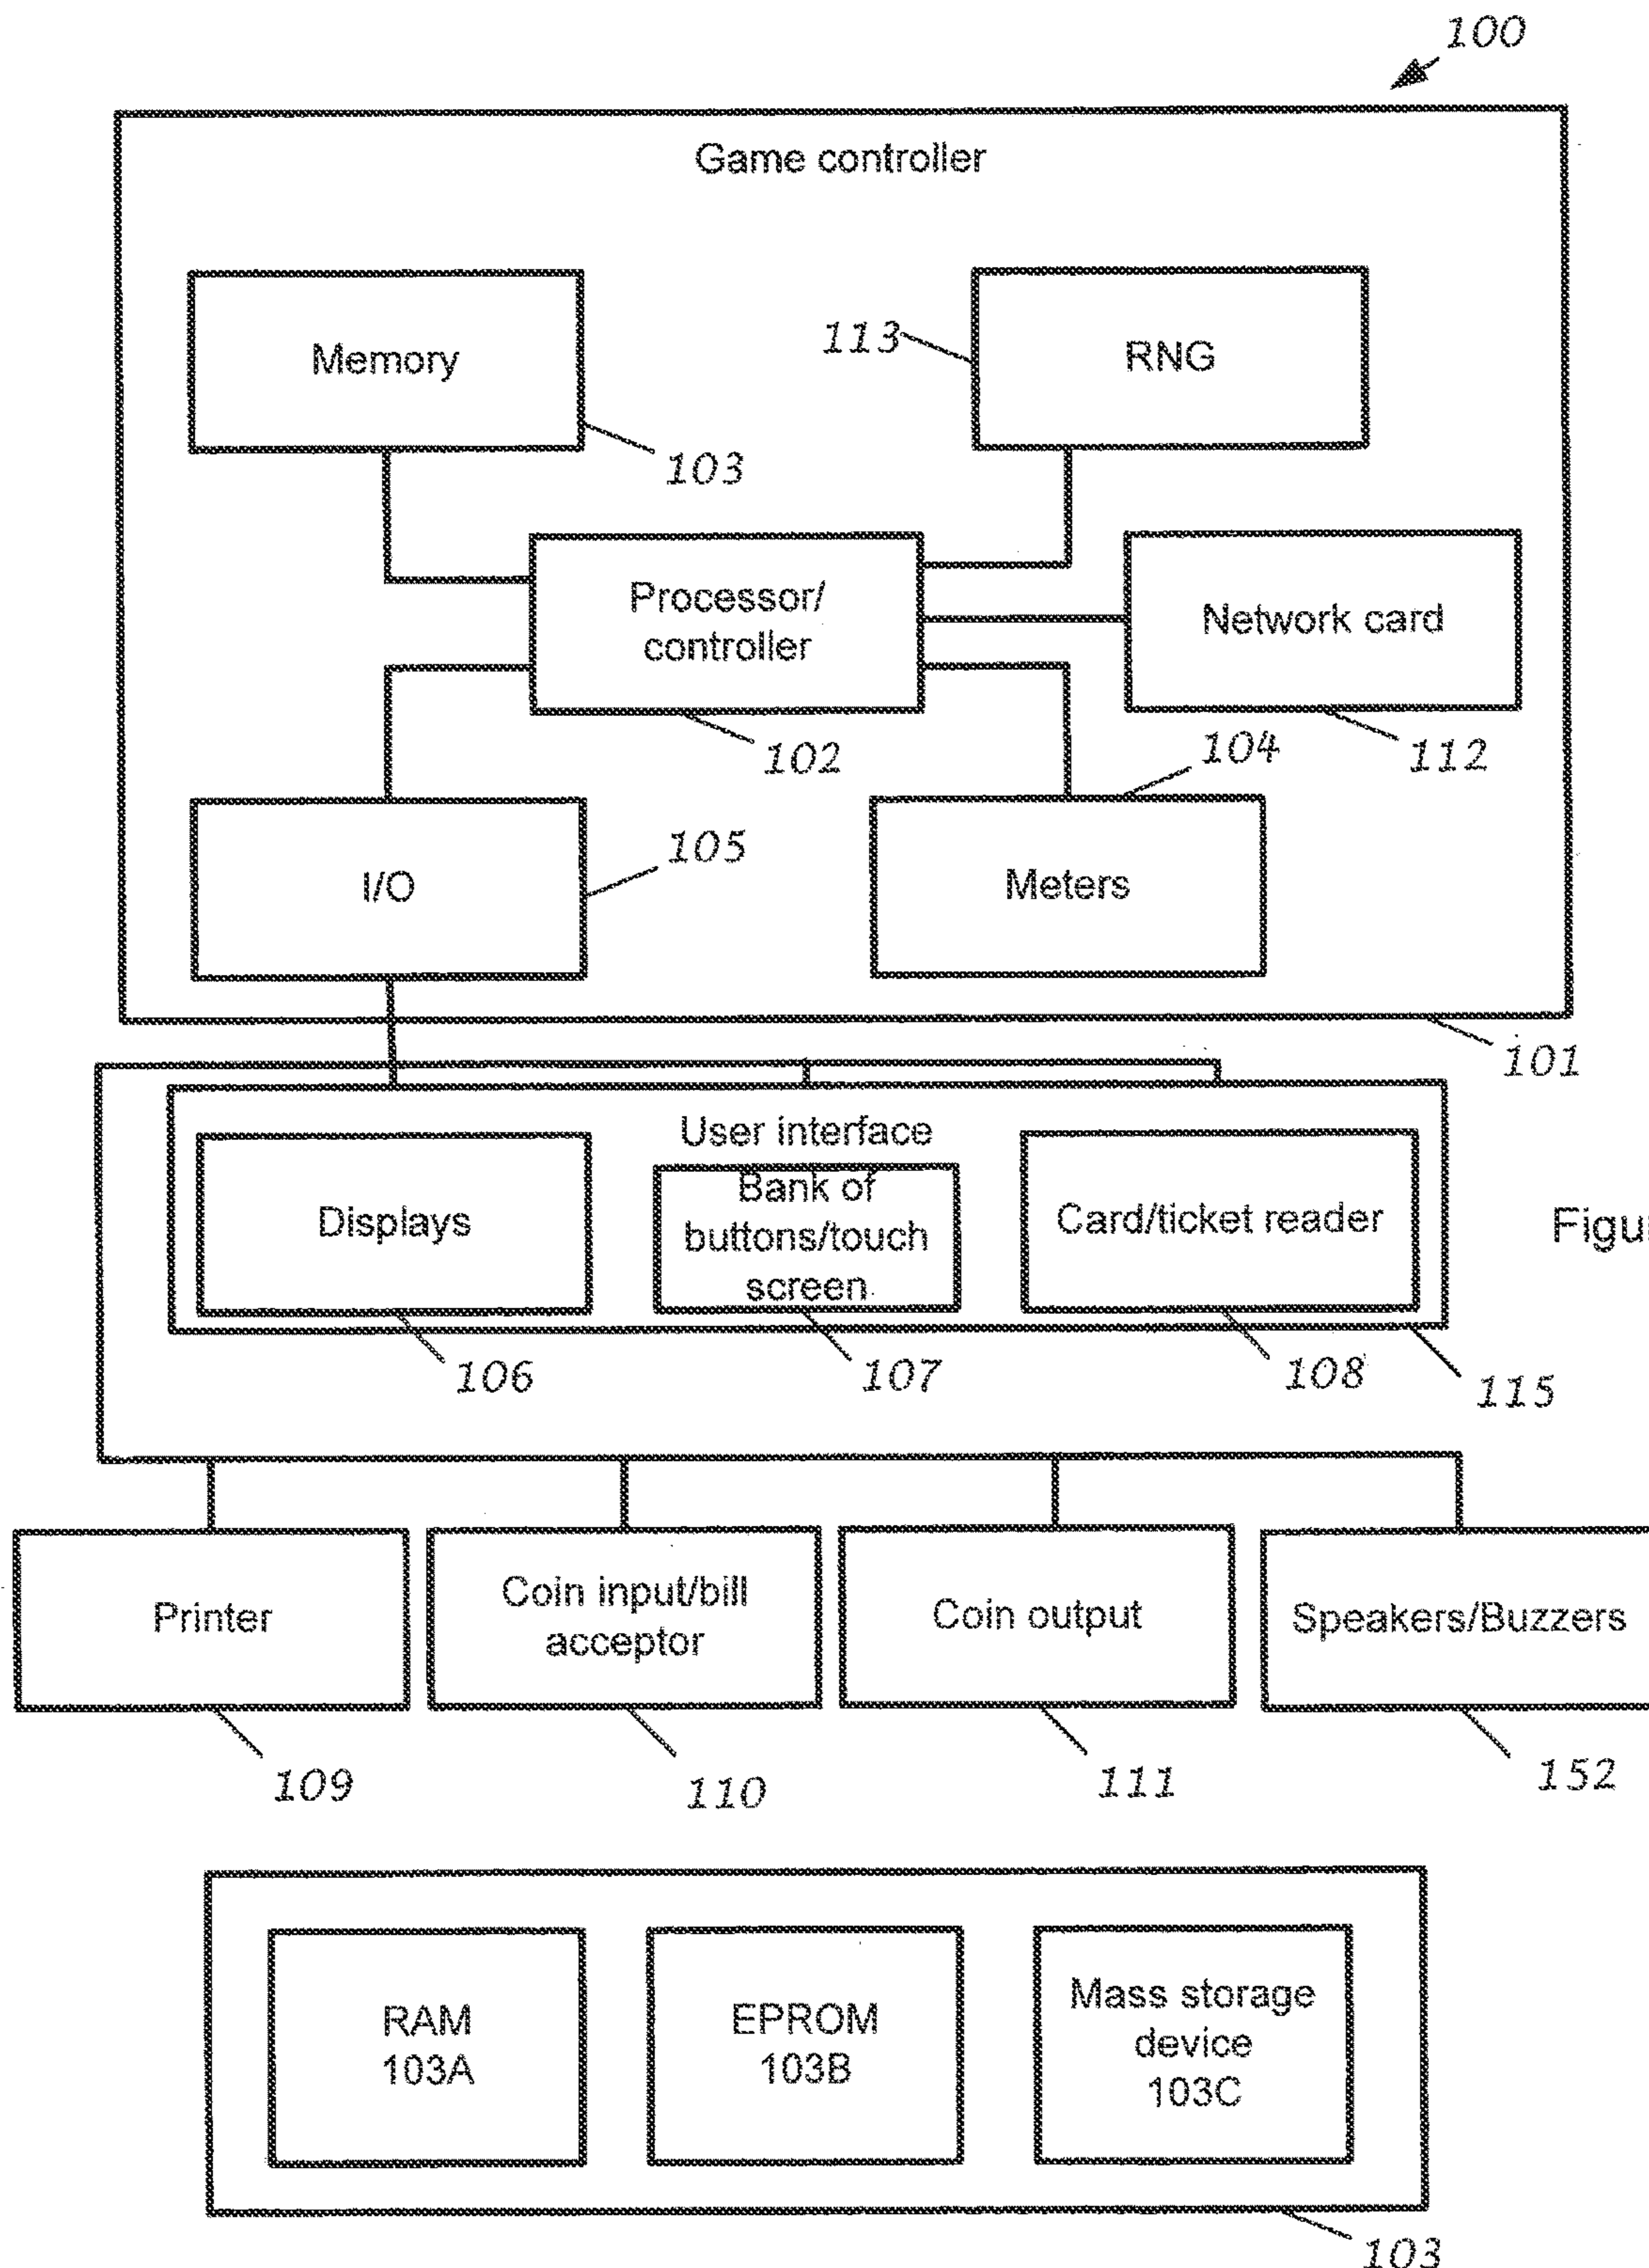 100
Game controller
Memory
113
RNG
103
Processor/
controller
Network card
102
104
112
105
I/O
Meters
101
User interface
Displays
Bank of
buttons/touch
screen
Card/ticket reader
106
107
108
115
Printer
Coin input/bill
acceptor
Coin output
Speakers/Buzzers
109
110
111
152
RAM
103A
EPROM
103B
Mass storage
device
103C
103